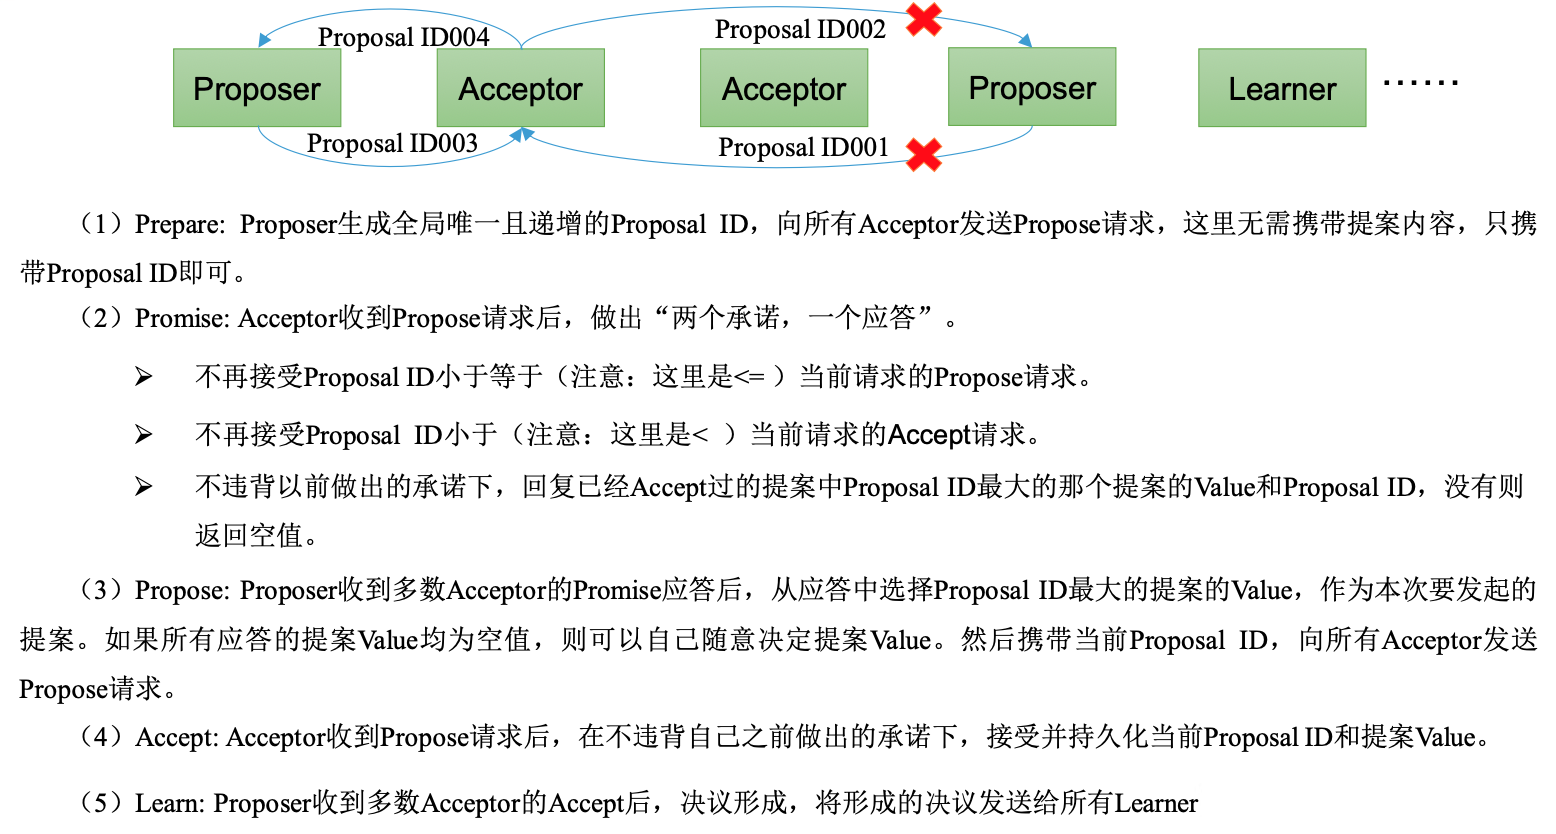 Proposal ID004
Proposal ID002
Proposer
Acceptor
Acceptor
Proposer
Learner
······
Proposal ID003
Proposal ID001
（1）Prepare: Proposer生成全局唯一且递增的Proposal ID，向所有Acceptor发送Propose请求，这里无需携带提案内容，只携
带Proposal ID即可。
（2）Promise: Acceptor收到Propose请求后，做出“两个承诺，一个应答”。
➢ 不再接受Proposal ID小于等于（注意：这里是<= ）当前请求的Propose请求。
➢ 不再接受Proposal ID小于（注意：这里是< ）当前请求的Accept请求。
➢ 不违背以前做出的承诺下，回复已经Accept过的提案中Proposal ID最大的那个提案的Value和Proposal ID，没有则
返回空值。
（3）Propose: Proposer收到多数Acceptor的Promise应答后，从应答中选择Proposal ID最大的提案的Value，作为本次要发起的
提案。如果所有应答的提案Value均为空值，则可以自己随意决定提案Value。然后携带当前Proposal ID，向所有Acceptor发送
Propose请求。
（4）Accept: Acceptor收到Propose请求后，在不违背自己之前做出的承诺下，接受并持久化当前Proposal ID和提案Value。
（5）Learn: Proposer收到多数Acceptor的Accept后，决议形成，将形成的决议发送给所有Learner